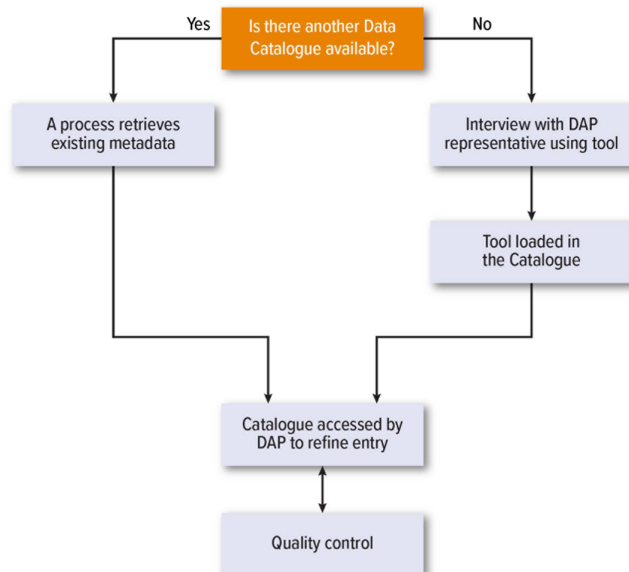 Yes
Is there another Data
Catalogue available?
No
A process retrieves
existing metadata
Interview with DAP
representative using tool
Tool loaded in
the Catalogue
Catalogue accessed by
DAP to refine entry
Quality control